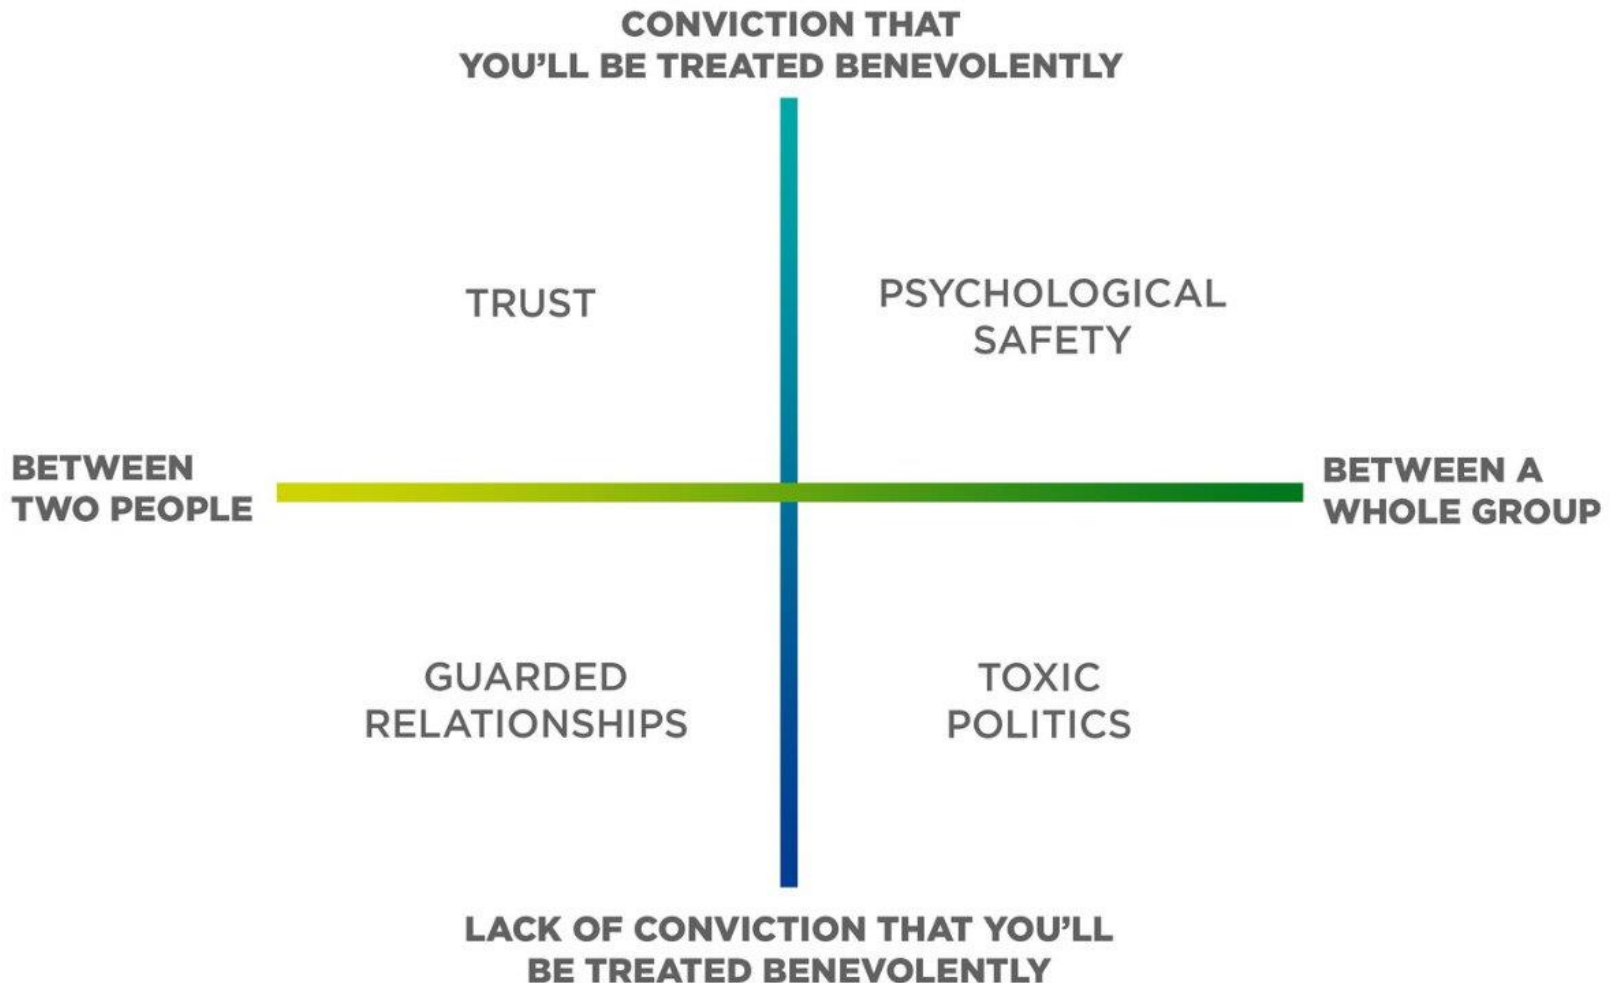 CONVICTION THAT
YOU'LL BE TREATED BENEVOLENTLY
TRUST
PSYCHOLOGICAL
SAFETY
BETWEEN
TWO PEOPLE
BETWEEN A
WHOLE GROUP
GUARDED
RELATIONSHIPS
TOXIC
POLITICS
LACK OF CONVICTION THAT YOU'LL
BE TREATED BENEVOLENTLY